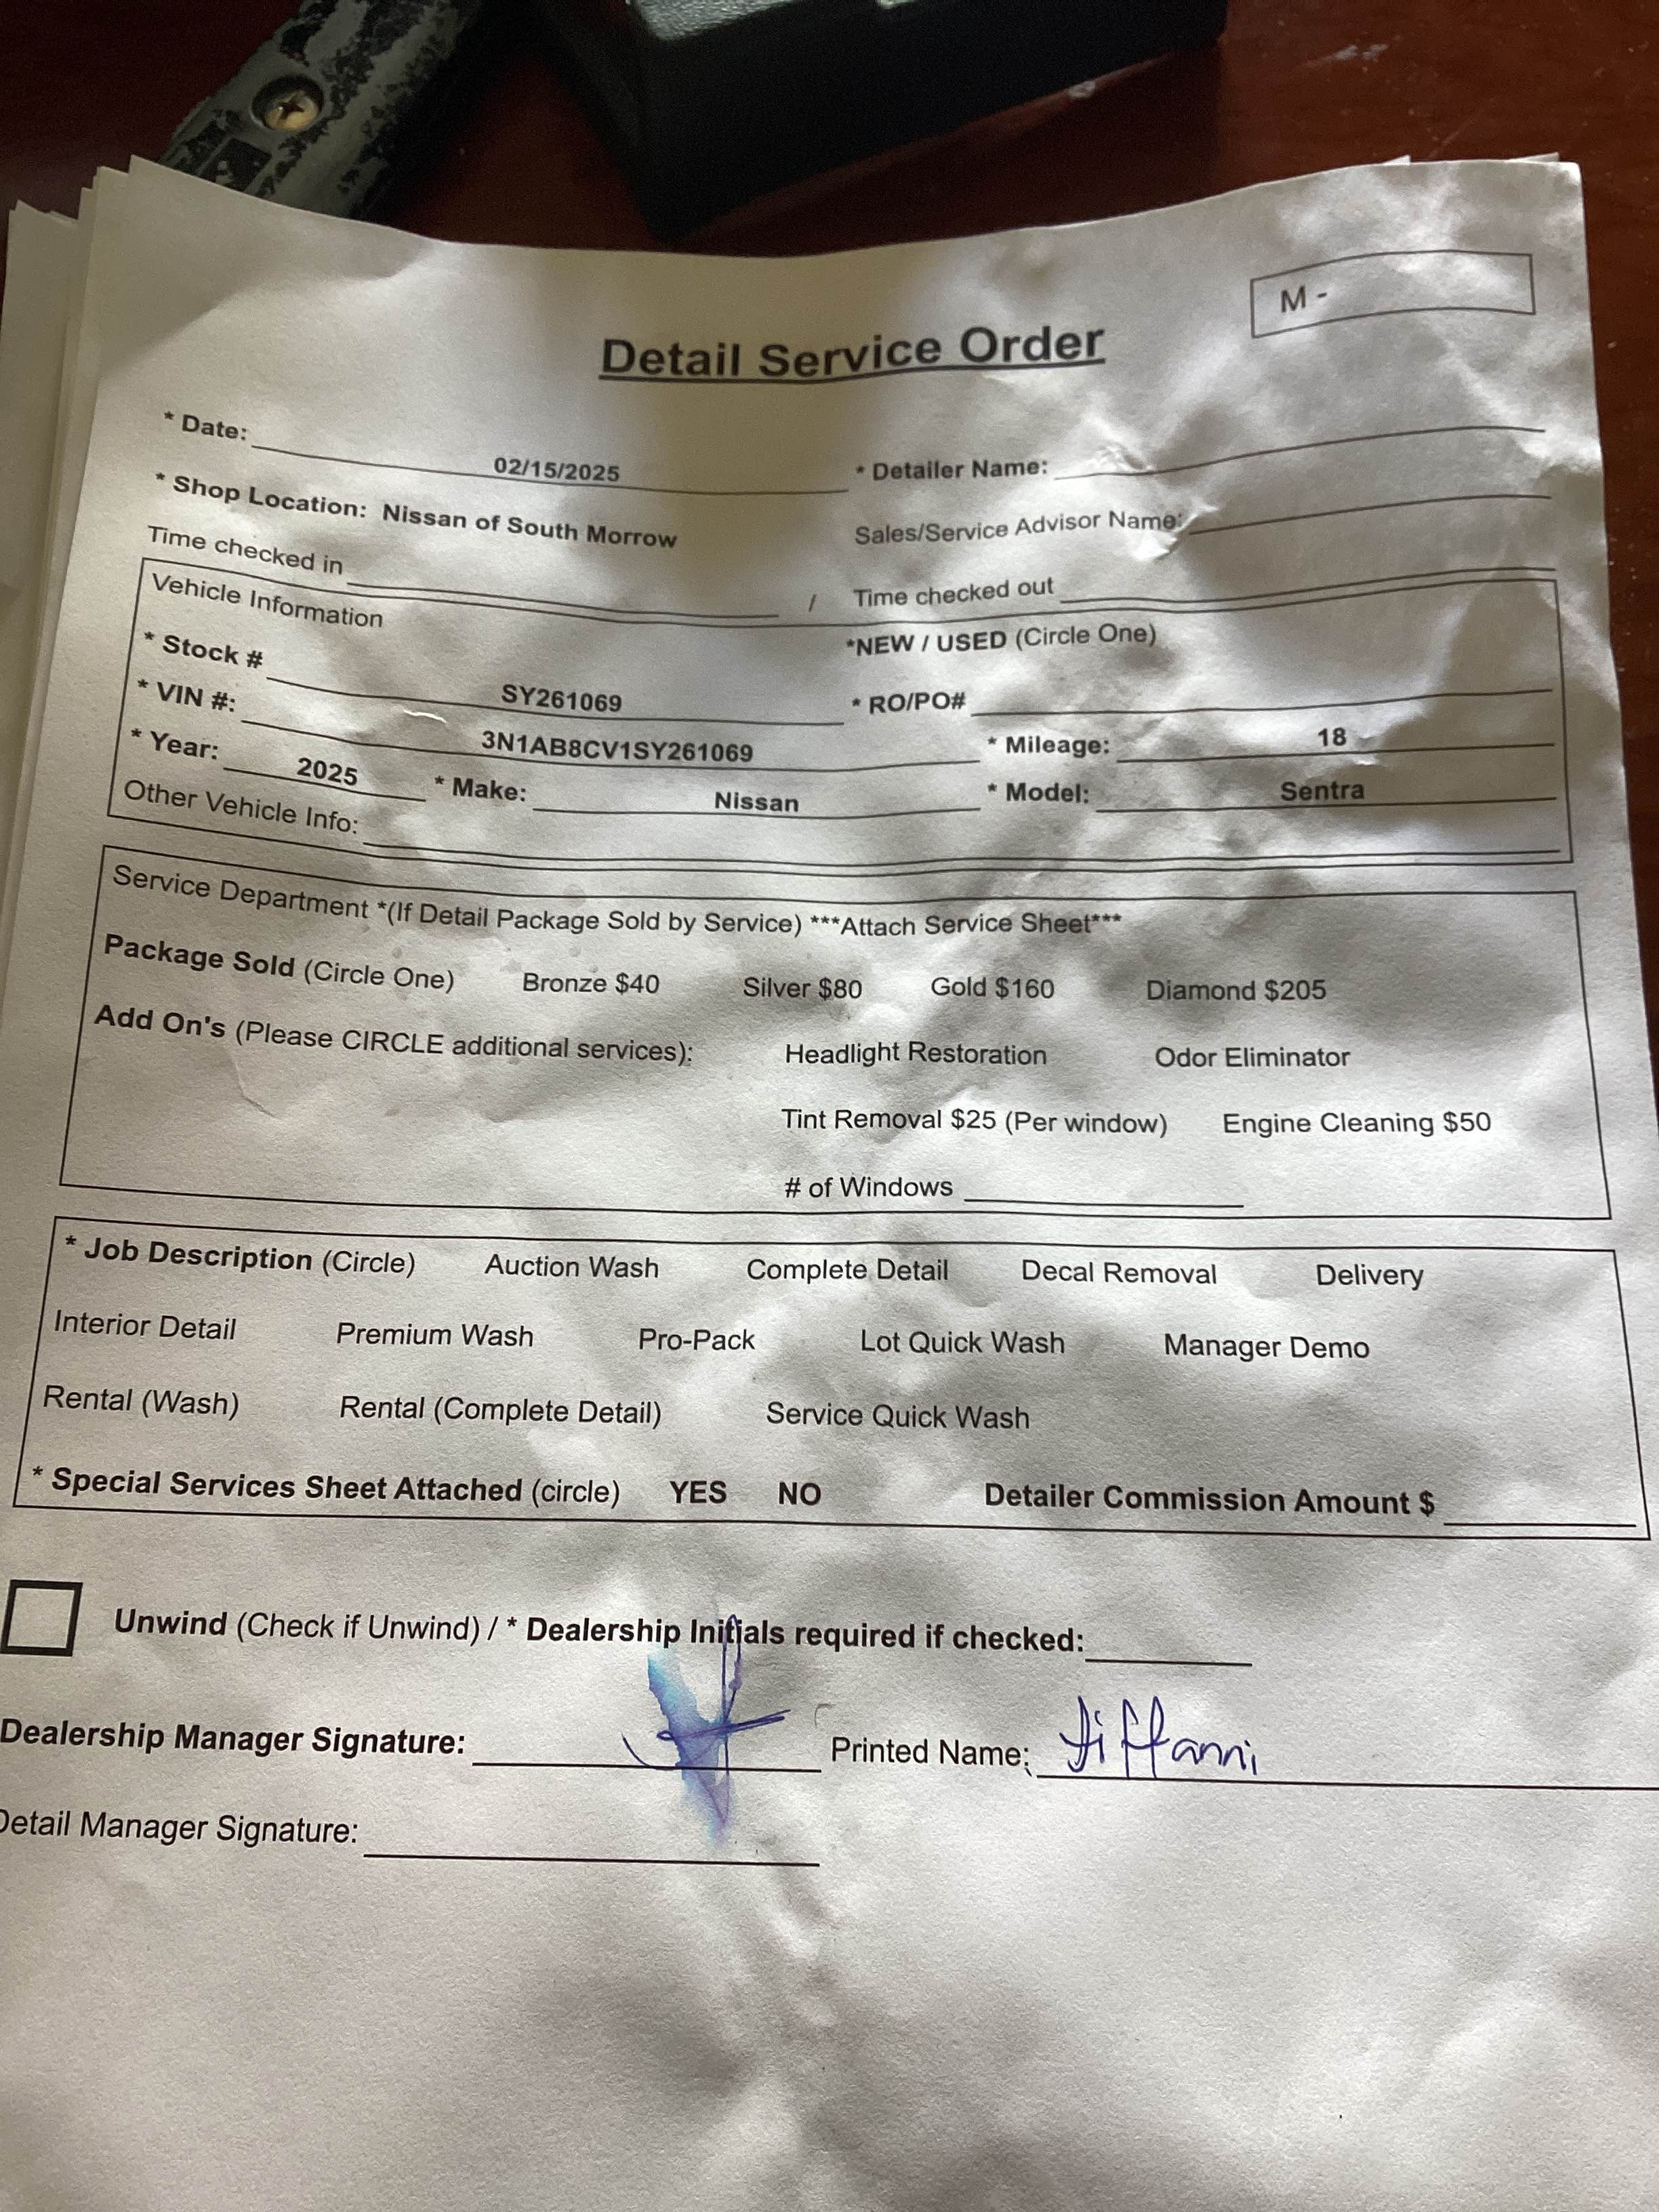 M -
Detail Service Order
* Date: 02/15/2025 * Detailer Name:
* Shop Location: Nissan of South Morrow Sales/Service Advisor Name:
Time checked in / Time checked out
Vehicle Information *NEW / USED (Circle One)
* Stock # SY261069 * RO/PO#
* VIN #: 3N1AB8CV1SY261069 * Mileage: 18
* Year: 2025 * Make: Nissan * Model: Sentra
Other Vehicle Info:
Service Department *(If Detail Package Sold by Service) ***Attach Service Sheet***
Package Sold (Circle One) Bronze $40 Silver $80 Gold $160 Diamond $205
Add On's (Please CIRCLE additional services): Headlight Restoration Odor Eliminator
Tint Removal $25 (Per window) Engine Cleaning $50
# of Windows
* Job Description (Circle) Auction Wash Complete Detail Decal Removal Delivery
Interior Detail Premium Wash Pro-Pack Lot Quick Wash Manager Demo
Rental (Wash) Rental (Complete Detail) Service Quick Wash
* Special Services Sheet Attached (circle) YES NO Detailer Commission Amount $
Unwind (Check if Unwind) / * Dealership Initials required if checked:
Dealership Manager Signature: Printed Name: Tiffanni
Detail Manager Signature: